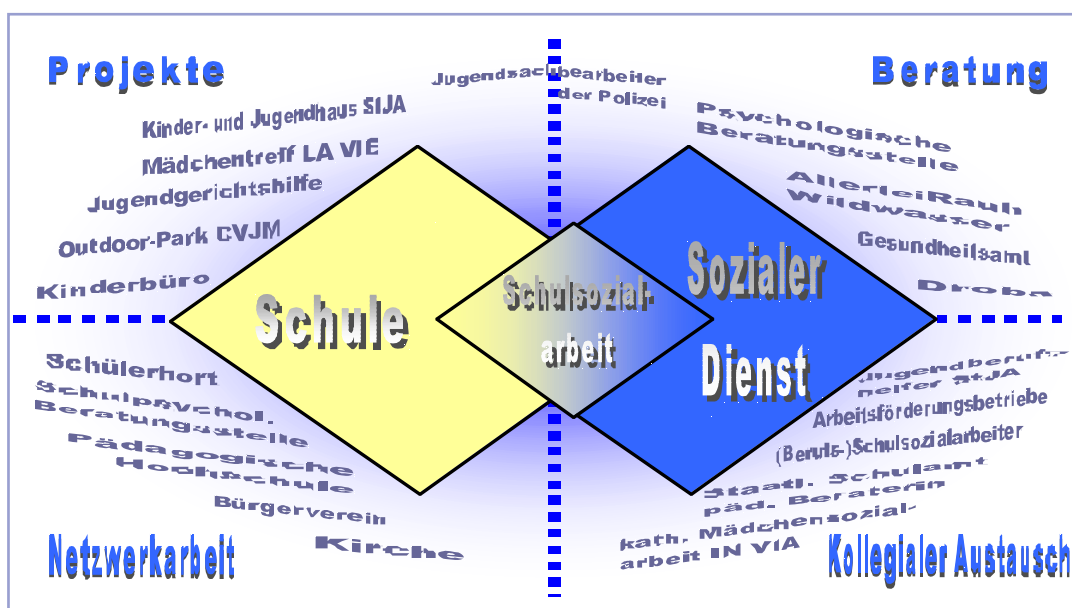 Projekte
Beratung
Jugendsachbearbeiter
der Polizei
Kinder- und Jugendhaus SIJA
Mädchentreff LA VIE
Jugendgerichtshilfe
Outdoor-Park CVJM
Kinderbüro
Psychologische
Beratungsstelle
AllerleiRauh
Wildwasser
Gesundheitsamt
Droba
Schule
Schulsozial-
arbeit
Sozialer
Dienst
Schülerhort
Schulpsychol.
Beratungsstelle
Pädagogische
Hochschule
Bürgerverein
Kirche
Jugendberufs-
helfer StJA
Arbeitsförderungsbetriebe
(Berufs-)Schulsozialarbeiter
Staatl. Schulamt
päd. Beraterin
kath. Mädchensozial-
arbeit IN VIA
Netzwerkarbeit
Kollegialer Austausch